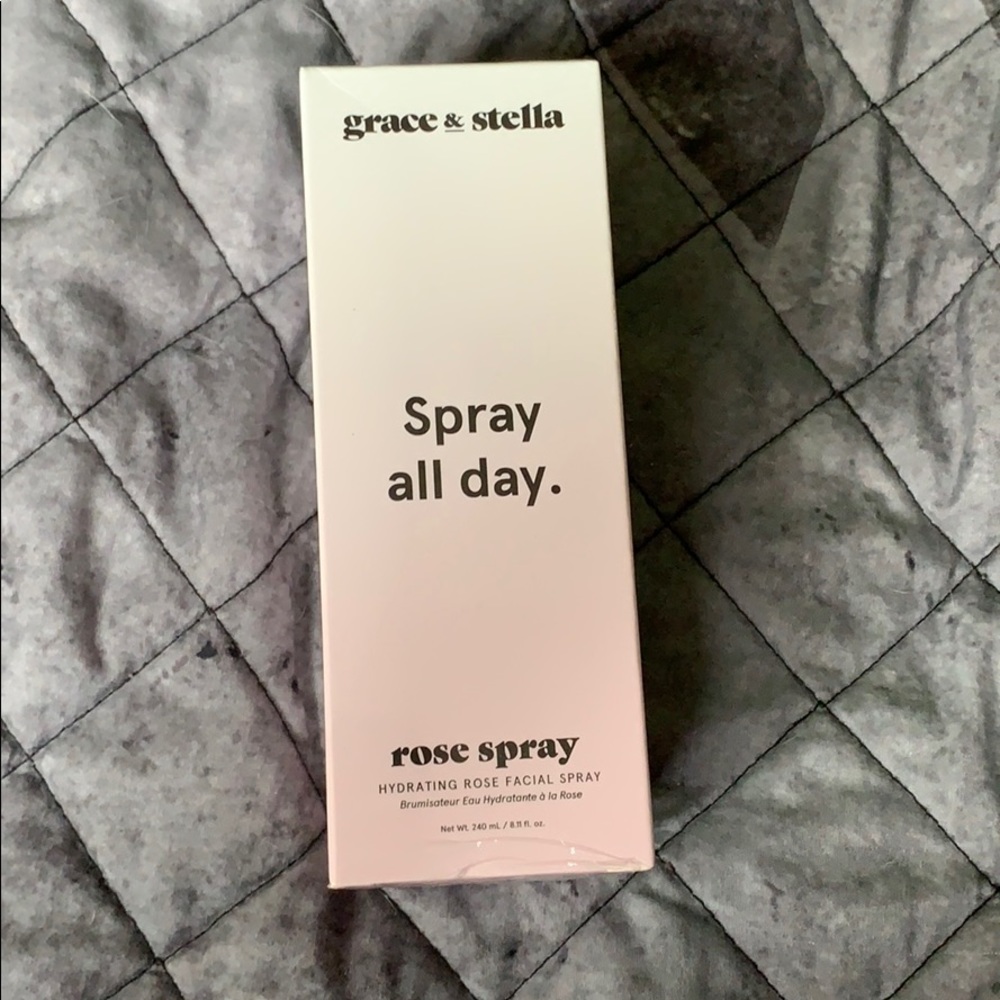 grace & stella
Spray
all day.
rose spray
HYDRATING ROSE FACIAL SPRAY
Brumisateur Eau Hydratante à la Rose
Net Wt. 240 mL / 8.11 fl. oz.